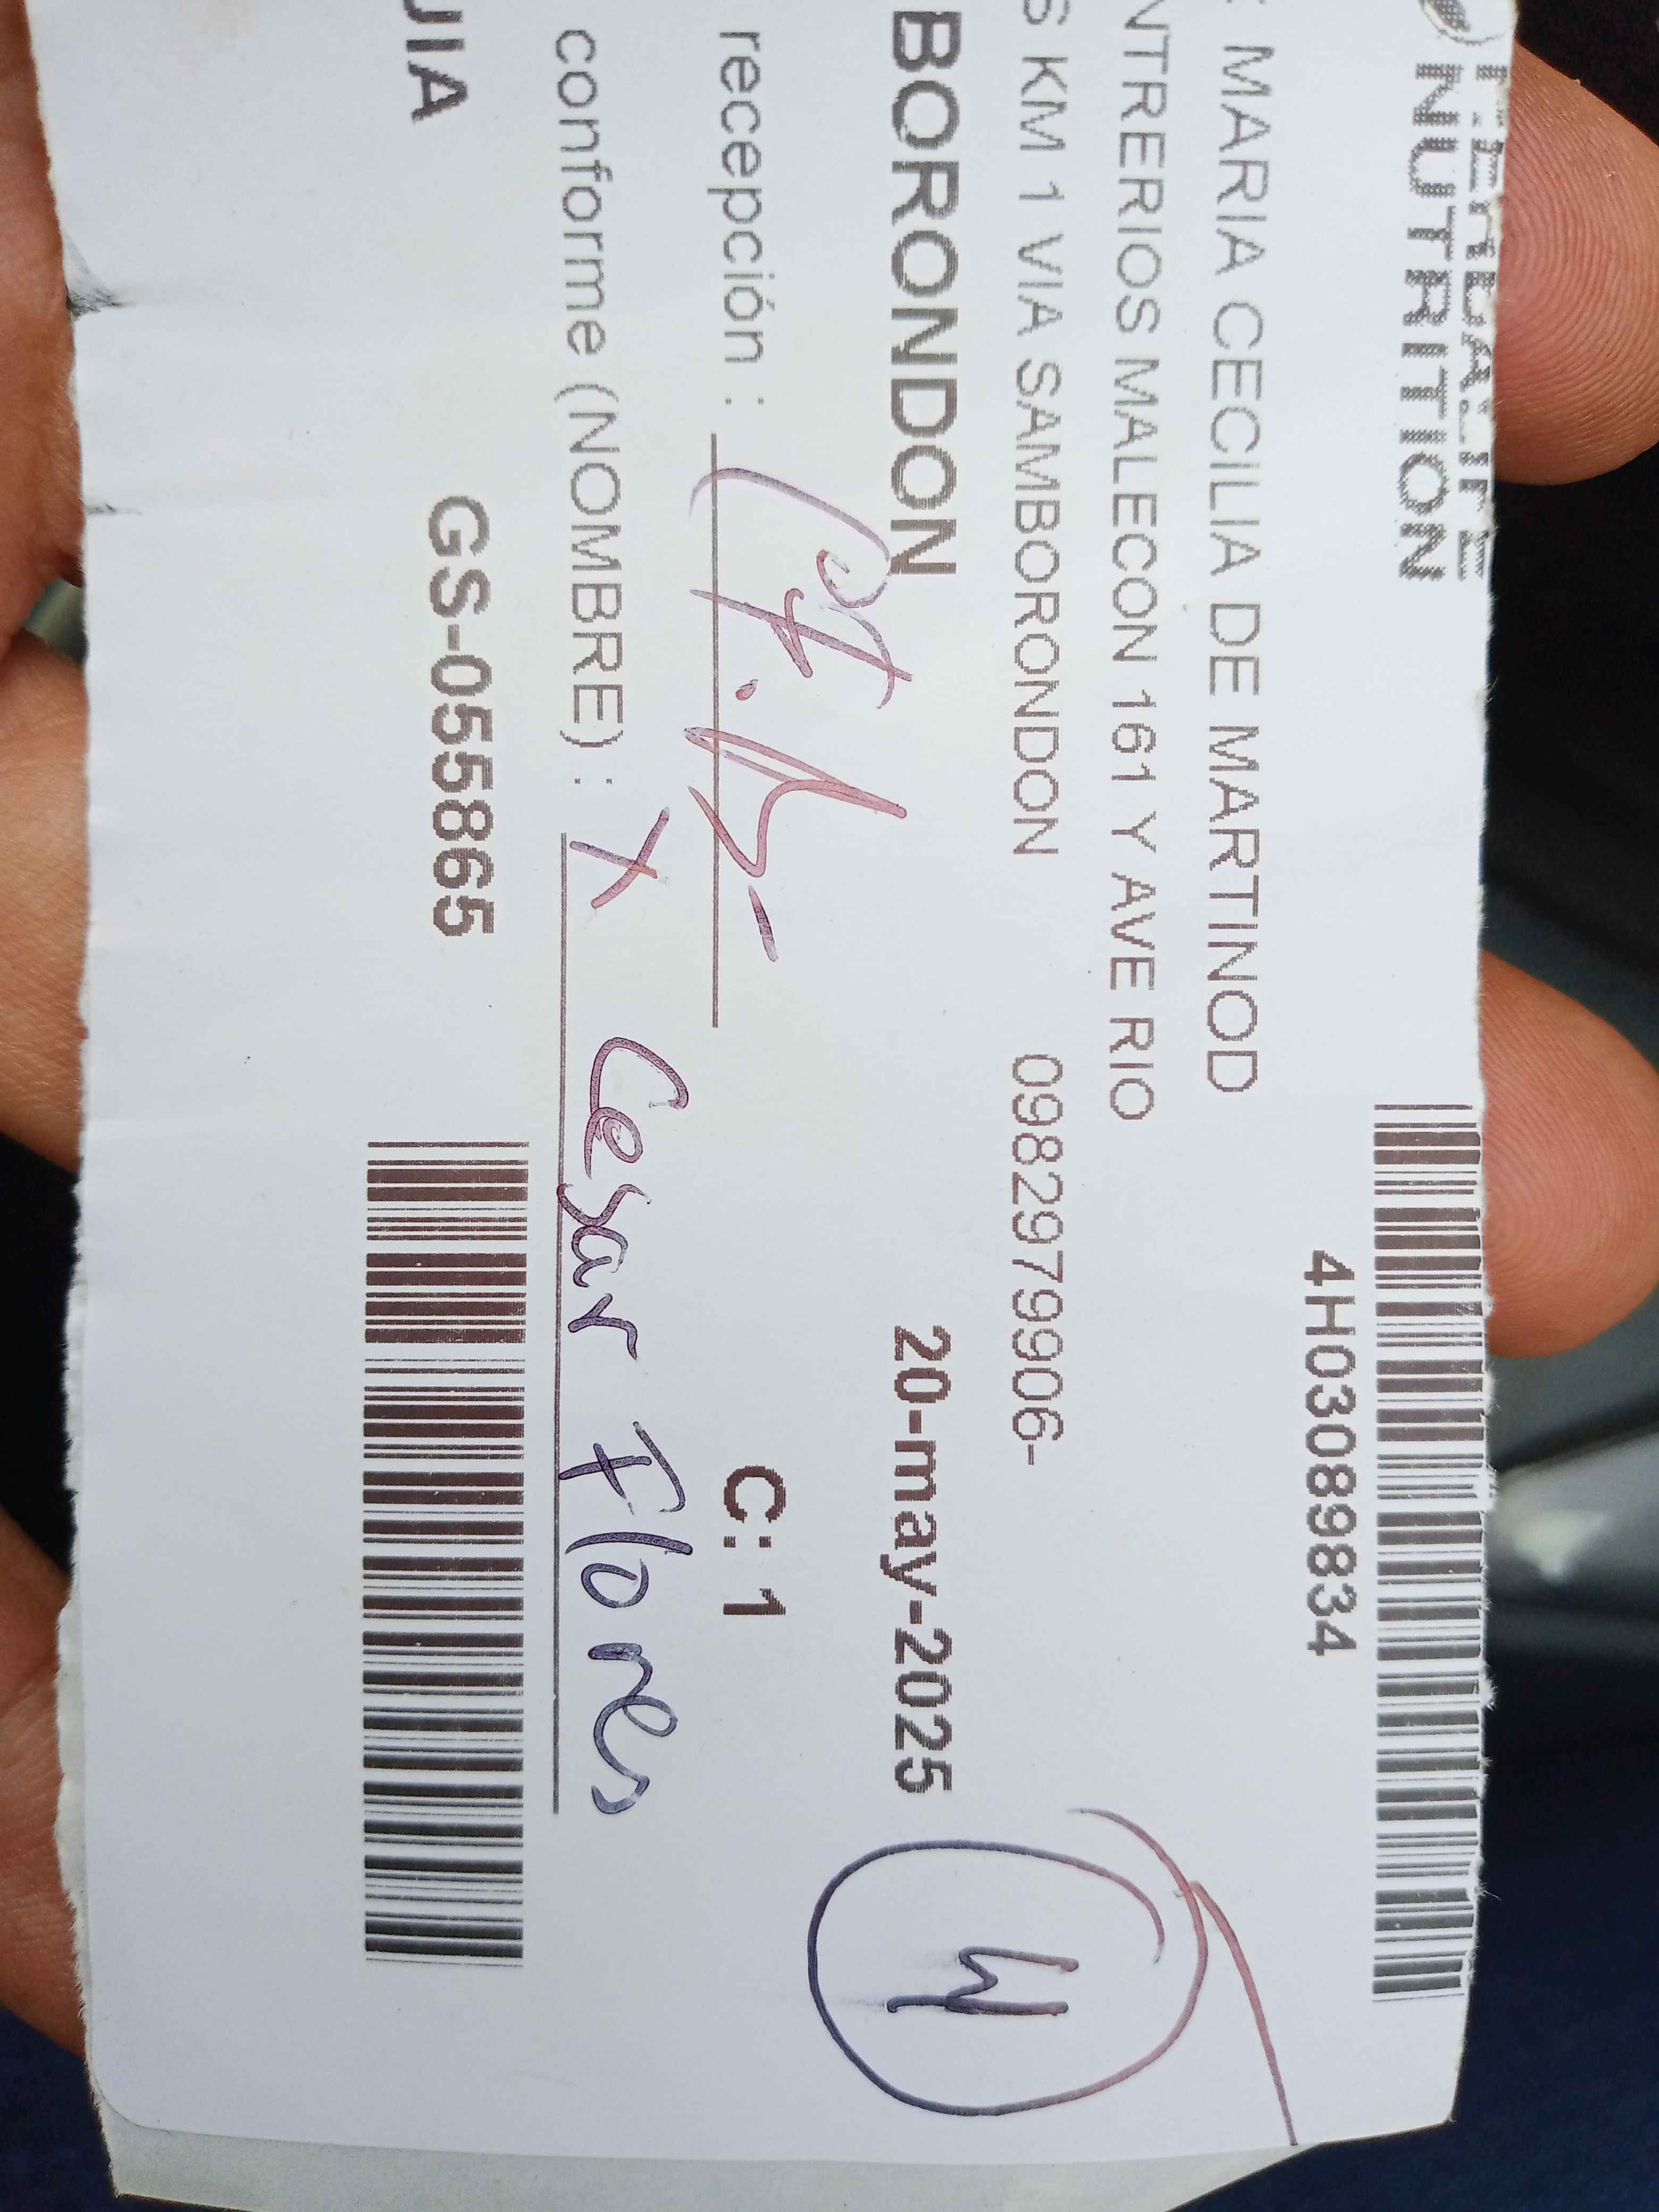 NUTRITION
4H03089834
: MARIA CECILIA DE MARTINOD
NTRERIOS MALECON 161 Y AVE RIO
S KM 1 VIA SAMBORONDON 0982979906-
BORONDON 20-may-2025
4
recepción : C: 1
conforme (NOMBRE) : X Cesar Flores
JIA GS-055865